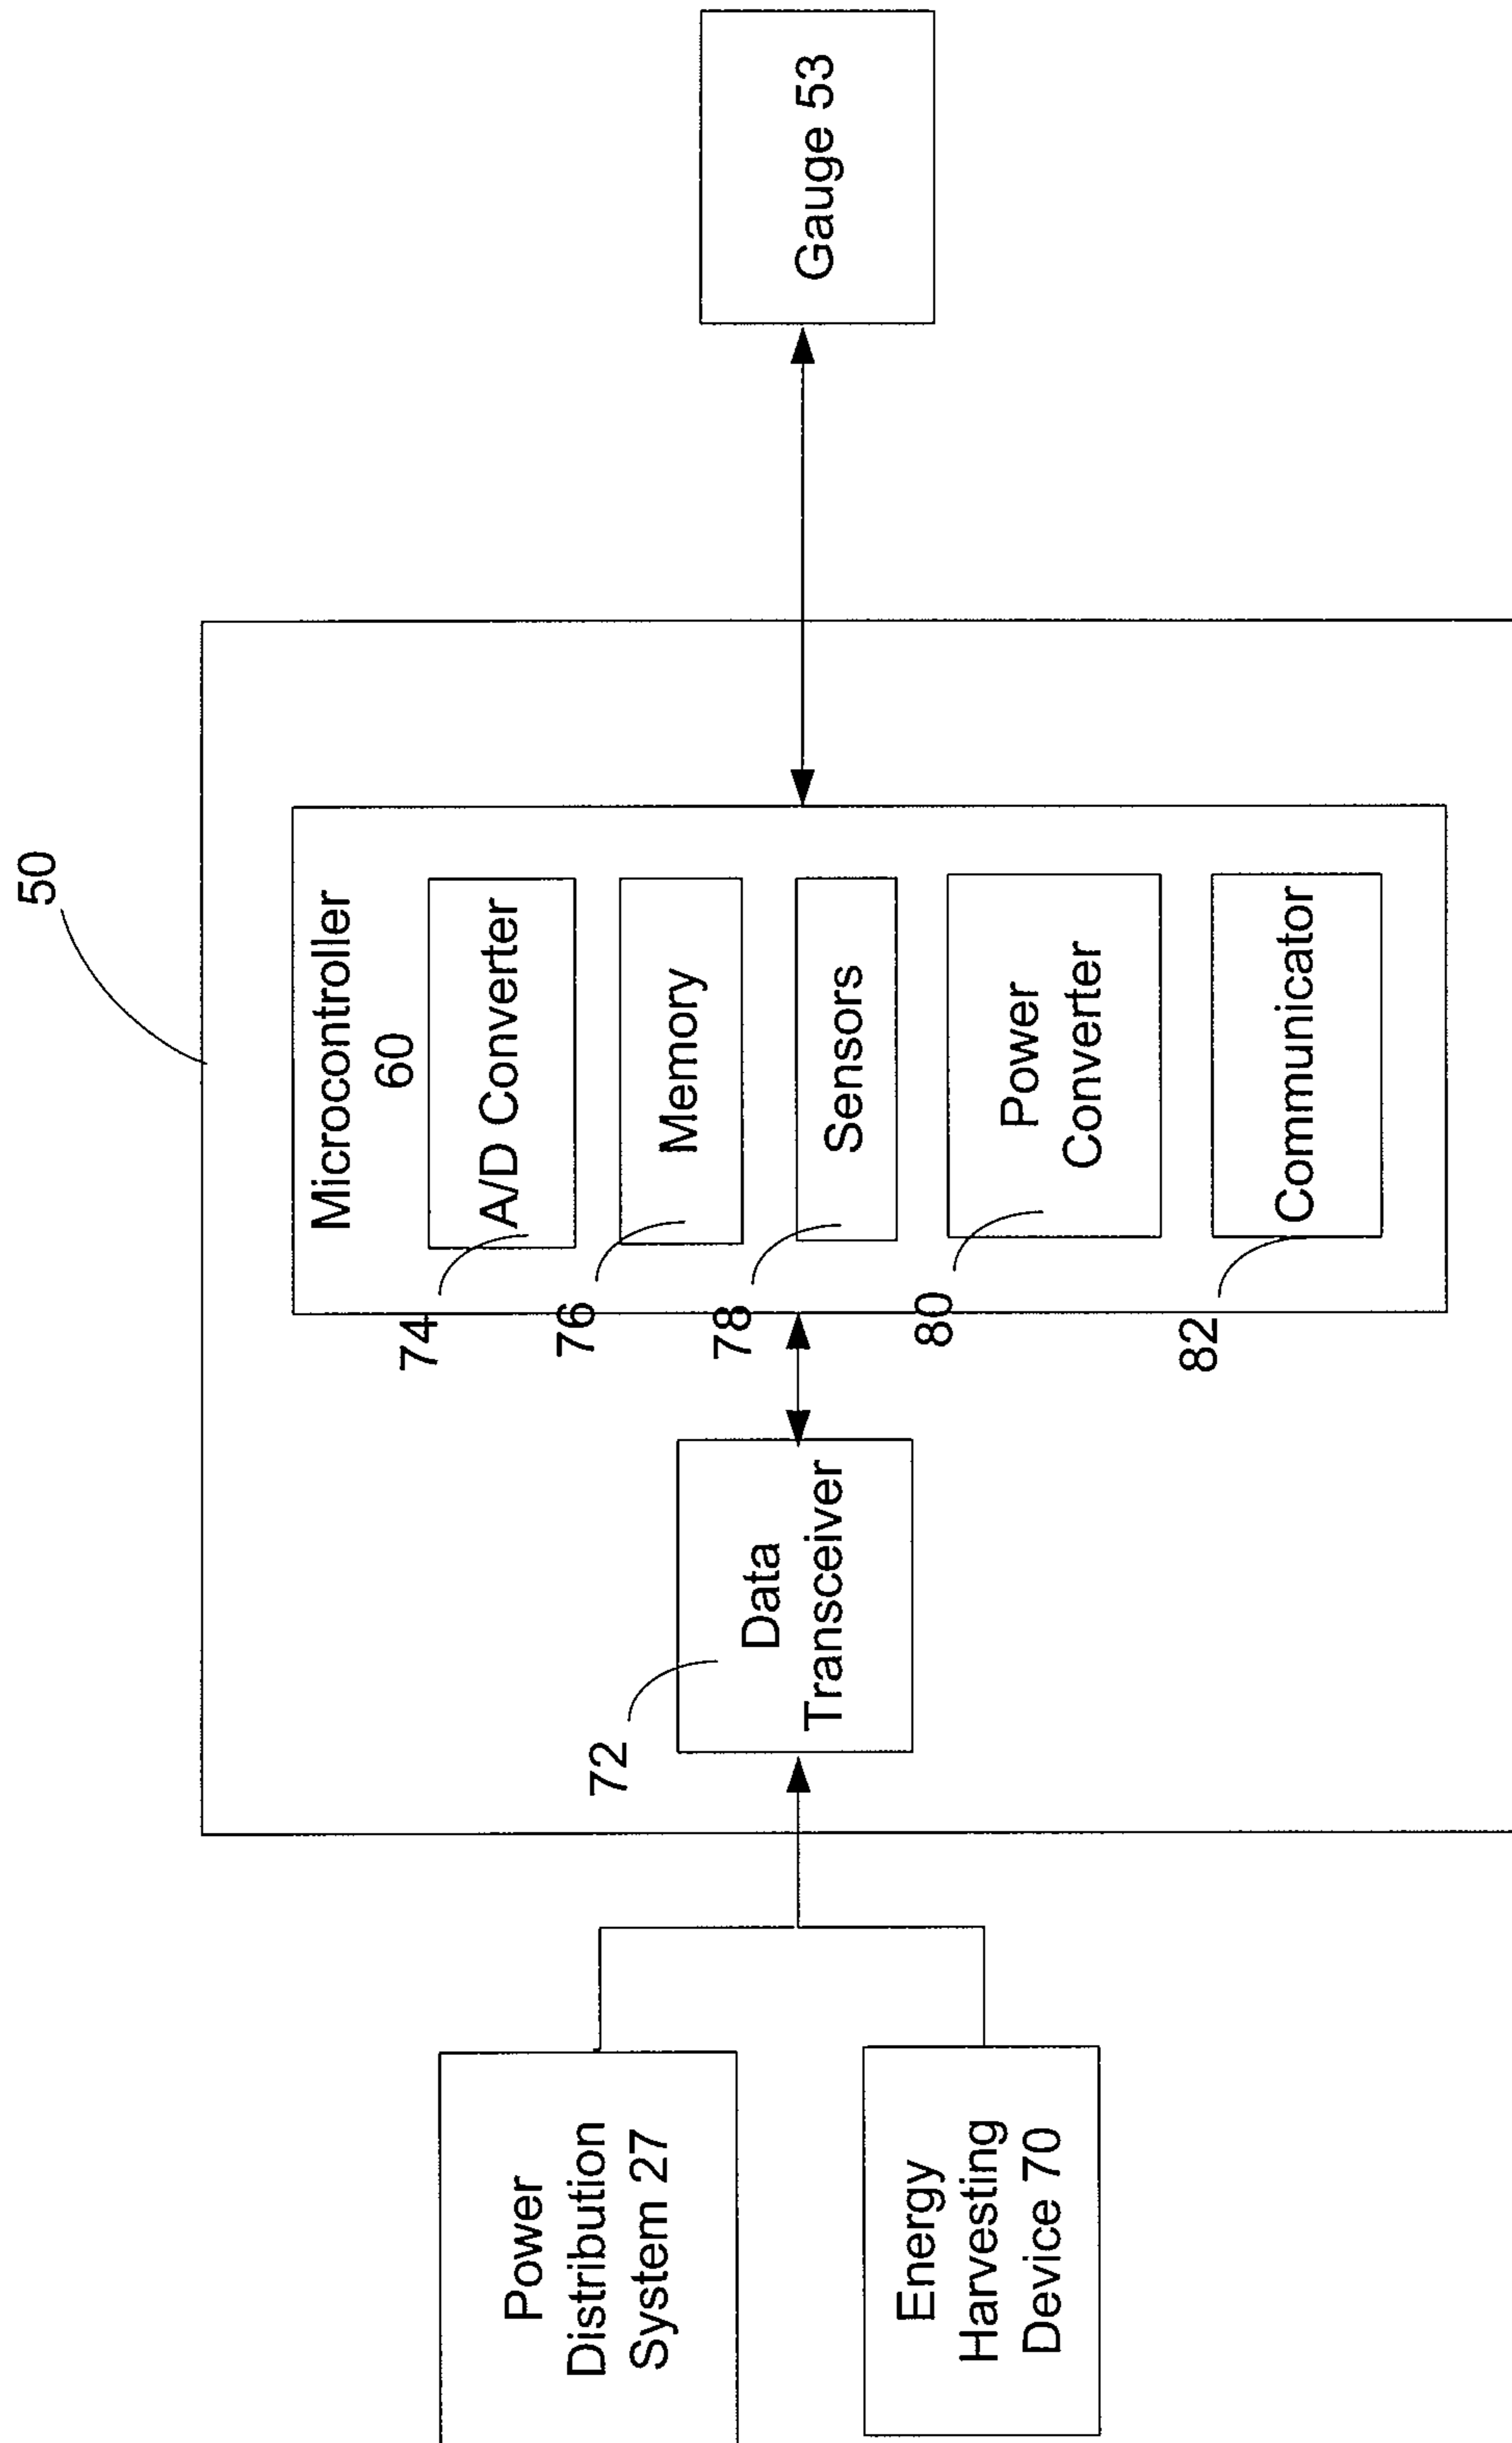 50
Microcontroller
60
A/D Converter
74
Memory
76
Sensors
78
Power
Converter
80
Communicator
82
Data
Transceiver
72
Power
Distribution
System 27
Energy
Harvesting
Device 70
Gauge 53